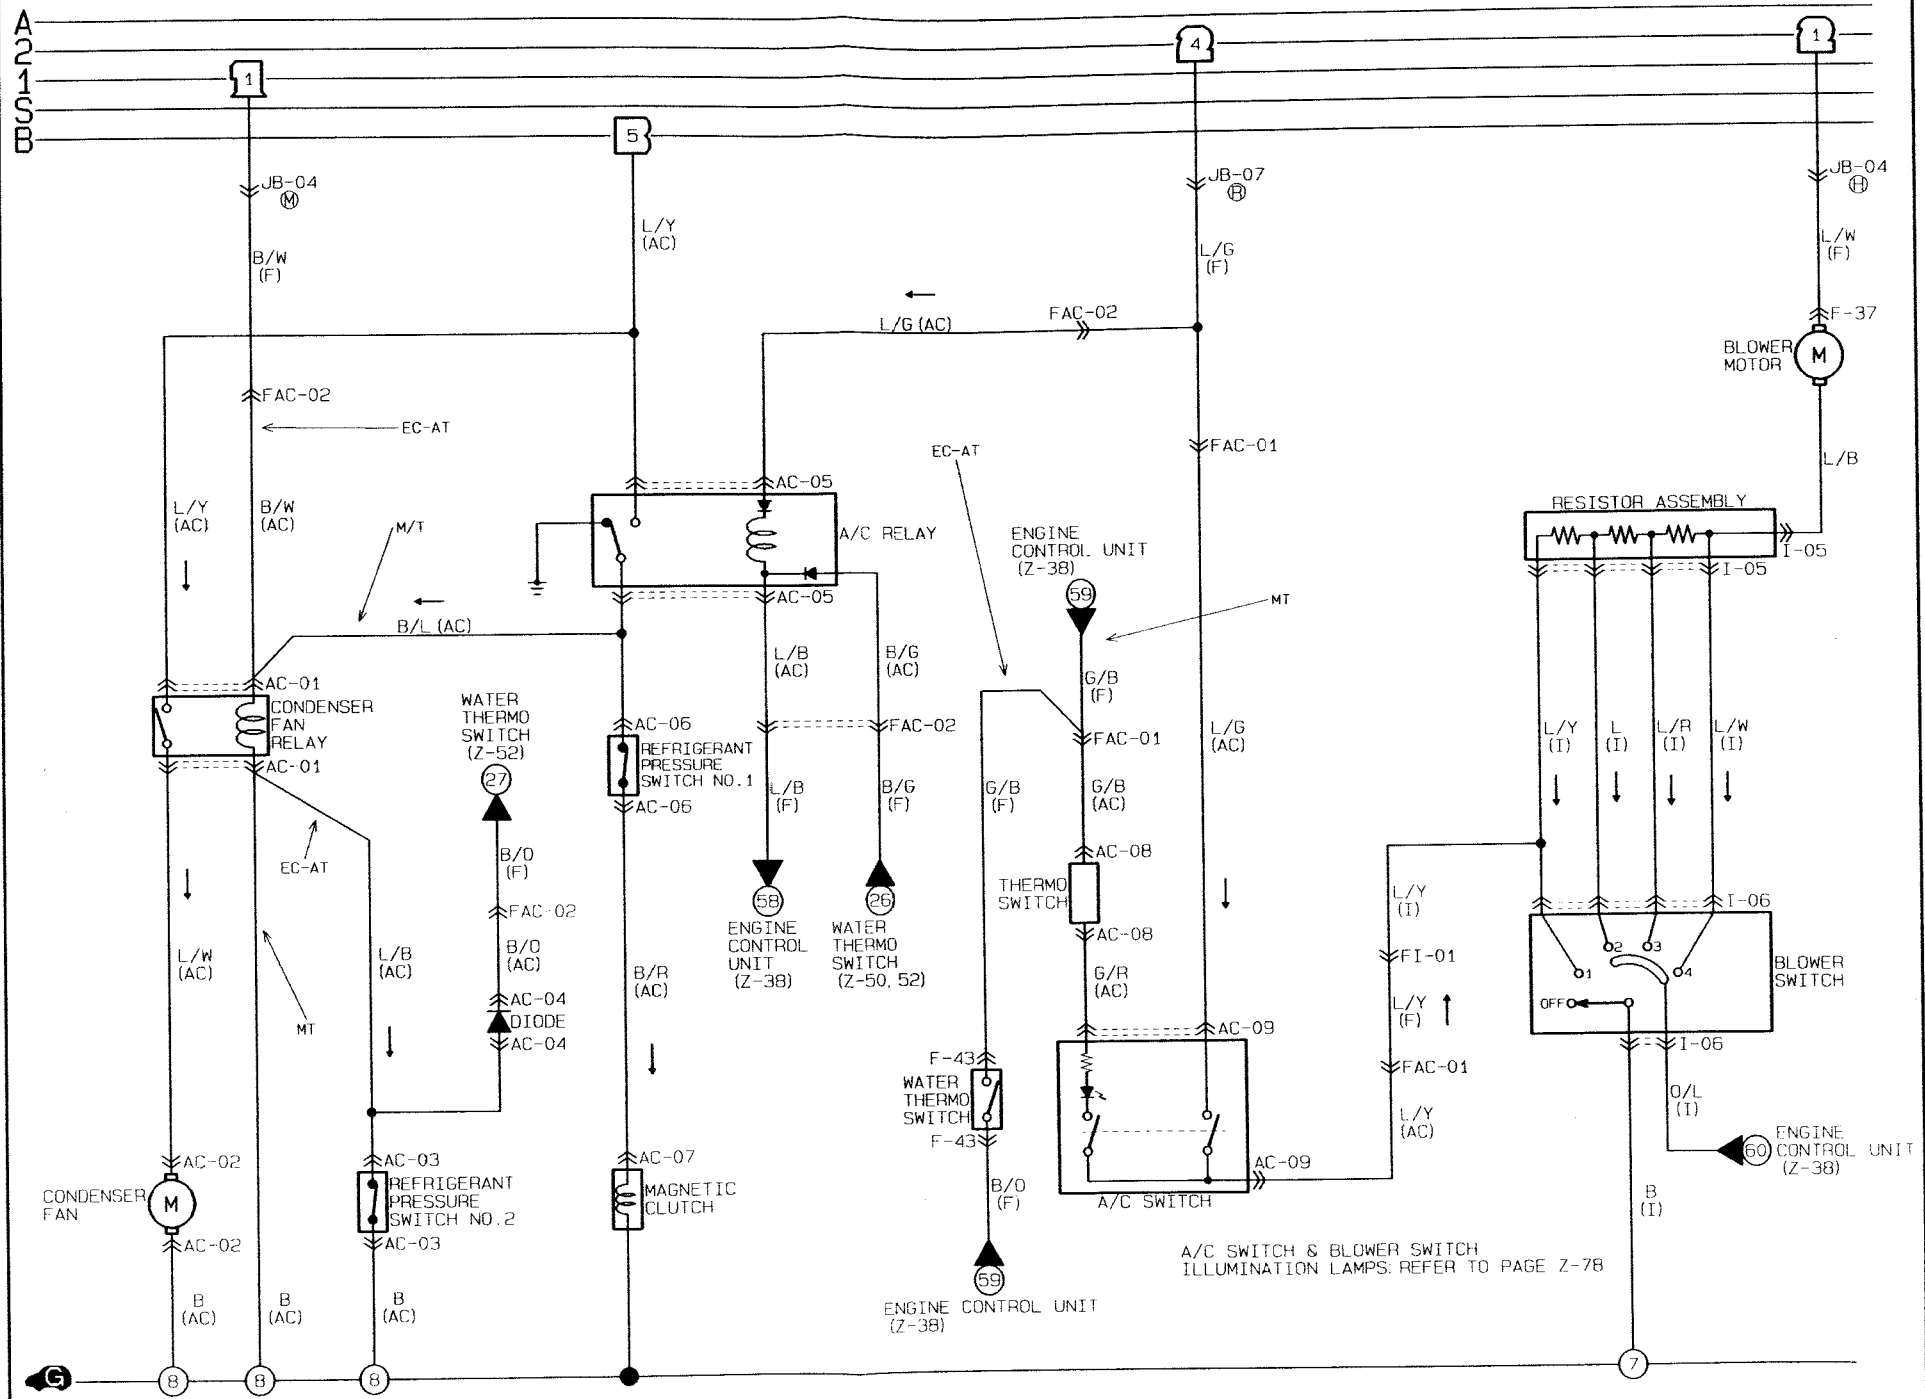 A
2
1
S
B
1
5
4
1
JB-04
M
B/W
(F)
L/Y
(AC)
JB-07
R
L/G
(F)
JB-04
H
L/W
(F)
L/G (AC)
FAC-02
F-37
BLOWER
MOTOR
M
FAC-02
EC-AT
EC-AT
FAC-01
L/B
L/Y
(AC)
B/W
(AC)
M/T
AC-05
A/C RELAY
AC-05
ENGINE
CONTROL UNIT
(Z-38)
59
MT
RESISTOR ASSEMBLY
I-05
I-05
B/L (AC)
L/B
(AC)
B/G
(AC)
G/B
(F)
AC-01
CONDENSER
FAN
RELAY
AC-01
WATER
THERMO
SWITCH
(Z-52)
27
AC-06
REFRIGERANT
PRESSURE
SWITCH NO.1
AC-06
FAC-02
FAC-01
L/G
(AC)
L/Y
(I)
L
(I)
L/R
(I)
L/W
(I)
L/B
(F)
B/G
(F)
G/B
(F)
G/B
(AC)
EC-AT
B/O
(F)
AC-08
THERMO
SWITCH
AC-08
58
ENGINE
CONTROL
UNIT
(Z-38)
26
WATER
THERMO
SWITCH
(Z-50, 52)
L/Y
(I)
I-06
FAC-02
L/W
(AC)
L/B
(AC)
B/O
(AC)
B/R
(AC)
G/R
(AC)
FI-01
L/Y
(F)
1
2
3
4
OFF
BLOWER
SWITCH
I-06
MT
AC-04
DIODE
AC-04
AC-09
F-43
WATER
THERMO
SWITCH
F-43
FAC-01
L/Y
(AC)
O/L
(I)
60
ENGINE
CONTROL UNIT
(Z-38)
AC-02
CONDENSER
FAN
M
AC-02
AC-03
REFRIGERANT
PRESSURE
SWITCH NO.2
AC-03
AC-07
MAGNETIC
CLUTCH
B/O
(F)
AC-09
A/C SWITCH
B
(I)
A/C SWITCH & BLOWER SWITCH
ILLUMINATION LAMPS: REFER TO PAGE Z-78
59
ENGINE CONTROL UNIT
(Z-38)
B
(AC)
B
(AC)
B
(AC)
G
8
8
8
7